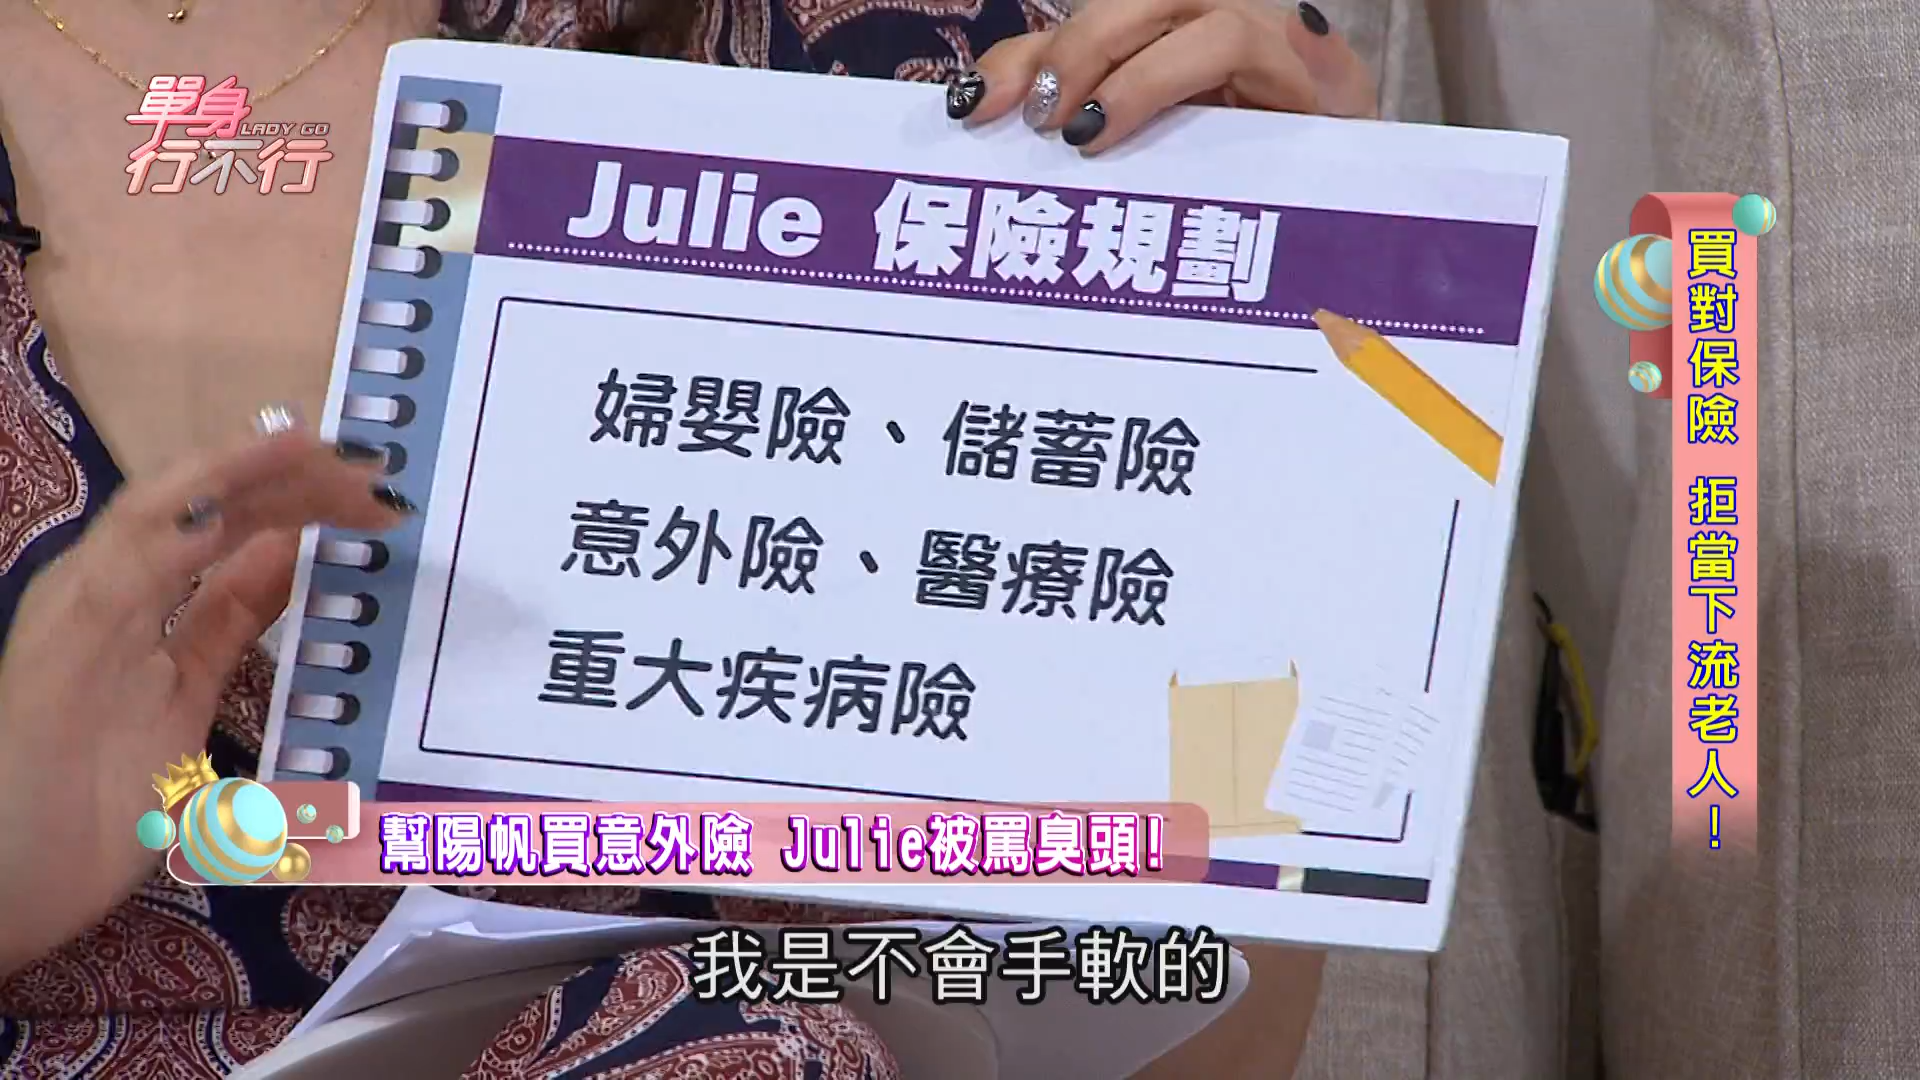 單身
LADY GO
行不行
Julie 保險規劃
婦嬰險、儲蓄險
意外險、醫療險
重大疾病險
買對保險 拒當下流老人！
幫陽帆買意外險 Julie被罵臭頭!
我是不會手軟的